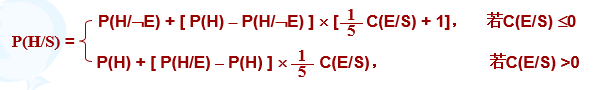 P(H/¬E) + [ P(H) – P(H/¬E) ] × [ 1/5 C(E/S) + 1], 若C(E/S) ≤0
P(H/S) =
P(H) + [ P(H/E) – P(H) ] × 1/5 C(E/S), 若C(E/S) >0